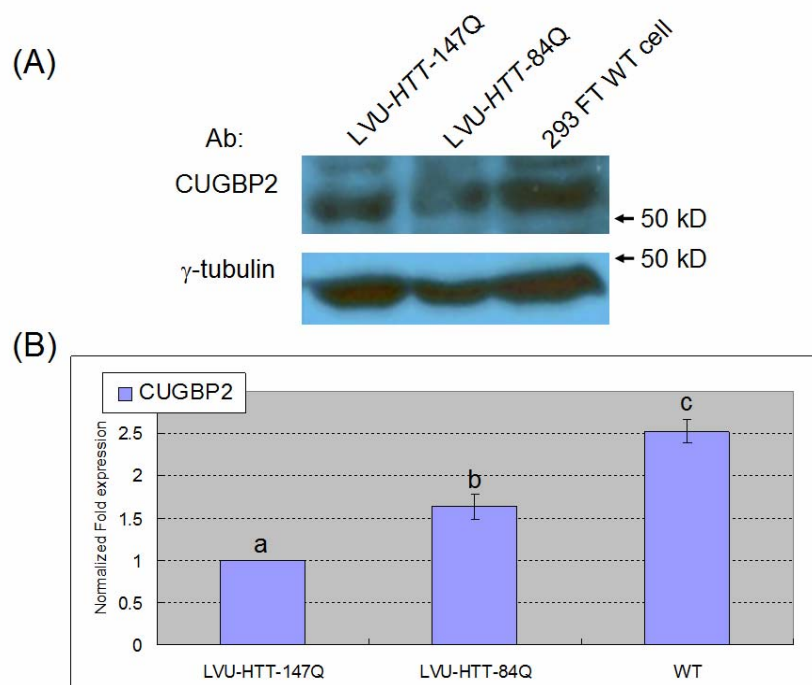 (A)
LVU-HTT-147Q
LVU-HTT-84Q
293 FT WT cell
Ab:
CUGBP2
← 50 kD
γ-tubulin
← 50 kD
(B)
CUGBP2
Normalized Fold expression
2.5
2
1.5
1
0.5
0
a
b
c
LVU-HTT-147Q
LVU-HTT-84Q
WT